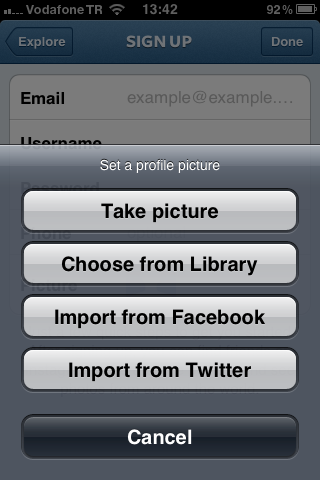 Vodafone TR 13:42 92%
Explore SIGN UP Done
Email example@example....
Username
Set a profile picture
Password
Take picture
Phone
Choose from Library
Picture
Import from Facebook
Import from Twitter
Cancel